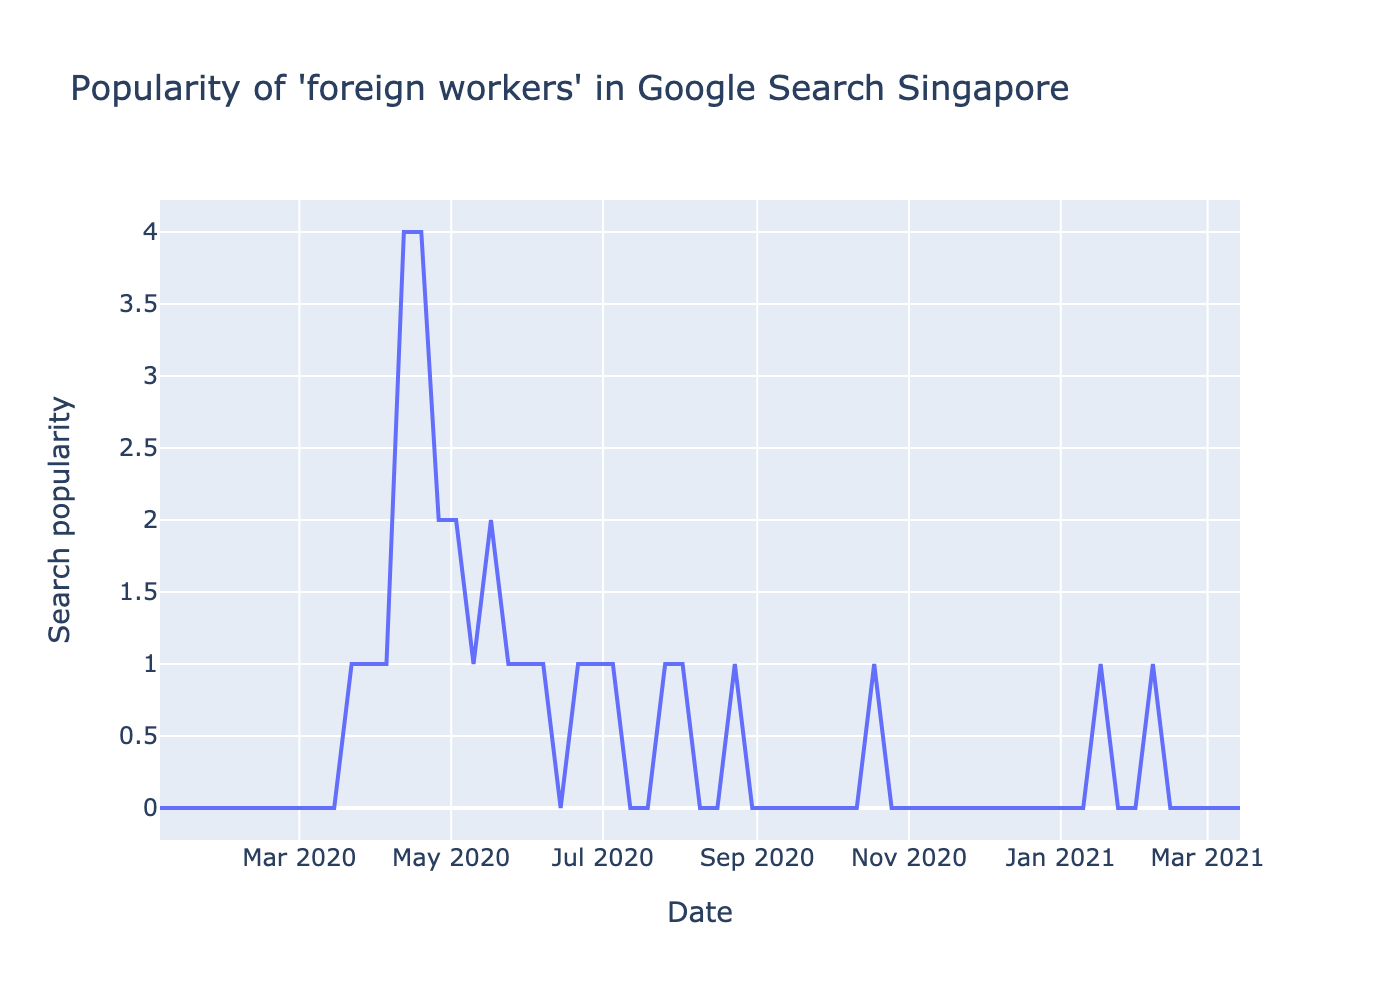 Popularity of 'foreign workers' in Google Search Singapore
Search popularity
4
3.5
3
2.5
2
1.5
1
0.5
0
Mar 2020 May 2020 Jul 2020 Sep 2020 Nov 2020 Jan 2021 Mar 2021
Date